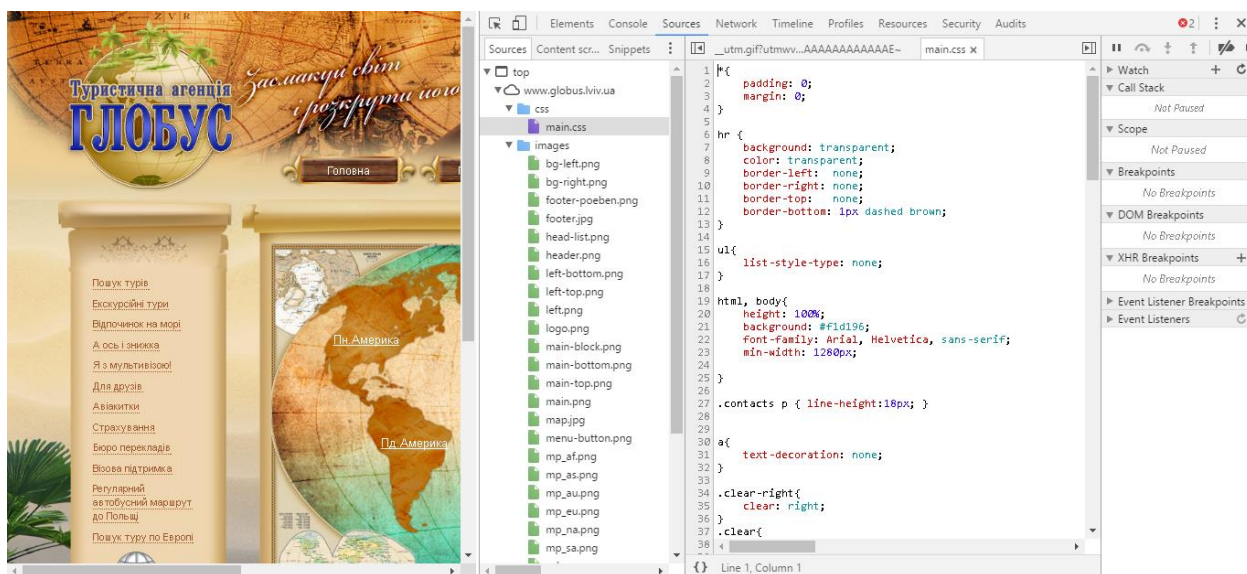 Туристична агенція
ГЛОБУС
Засмакуй світ
і розкрути його
Головна
Пошук турів
Екскурсійні тури
Відпочинок на морі
А ось і знижка
Я з мультивізою!
Для друзів
Авіакитки
Страхування
Бюро перекладів
Візова підтримка
Регулярний
автобусний маршрут
до Польщі
Пошук туру по Європі
Пн.Америка
Пд.Америка
Elements Console Sources Network Timeline Profiles Resources Security Audits
2
Sources Content scr... Snippets
top
www.globus.lviv.ua
css
main.css
images
bg-left.png
bg-right.png
footer-poeben.png
footer.jpg
head-list.png
header.png
left-bottom.png
left-top.png
left.png
logo.png
main-block.png
main-bottom.png
main-top.png
main.png
map.jpg
menu-button.png
mp_af.png
mp_as.png
mp_au.png
mp_eu.png
mp_na.png
mp_sa.png
__utm.gif?utmwv...AAAAAAAAAAAAE~ main.css ×
1 *{
2 padding: 0;
3 margin: 0;
4 }
5
6 hr {
7 background: transparent;
8 color: transparent;
9 border-left: none;
10 border-right: none;
11 border-top: none;
12 border-bottom: 1px dashed brown;
13 }
14
15 ul{
16 list-style-type: none;
17 }
18
19 html, body{
20 height: 100%;
21 background: #f1d196;
22 font-family: Arial, Helvetica, sans-serif;
23 min-width: 1280px;
24
25 }
26
27 .contacts p { line-height:18px; }
28
29
30 a{
31 text-decoration: none;
32 }
33
34 .clear-right{
35 clear: right;
36 }
37 .clear{
38
{} Line 1, Column 1
Watch
Call Stack
Not Paused
Scope
Not Paused
Breakpoints
No Breakpoints
DOM Breakpoints
No Breakpoints
XHR Breakpoints
No Breakpoints
Event Listener Breakpoints
Event Listeners